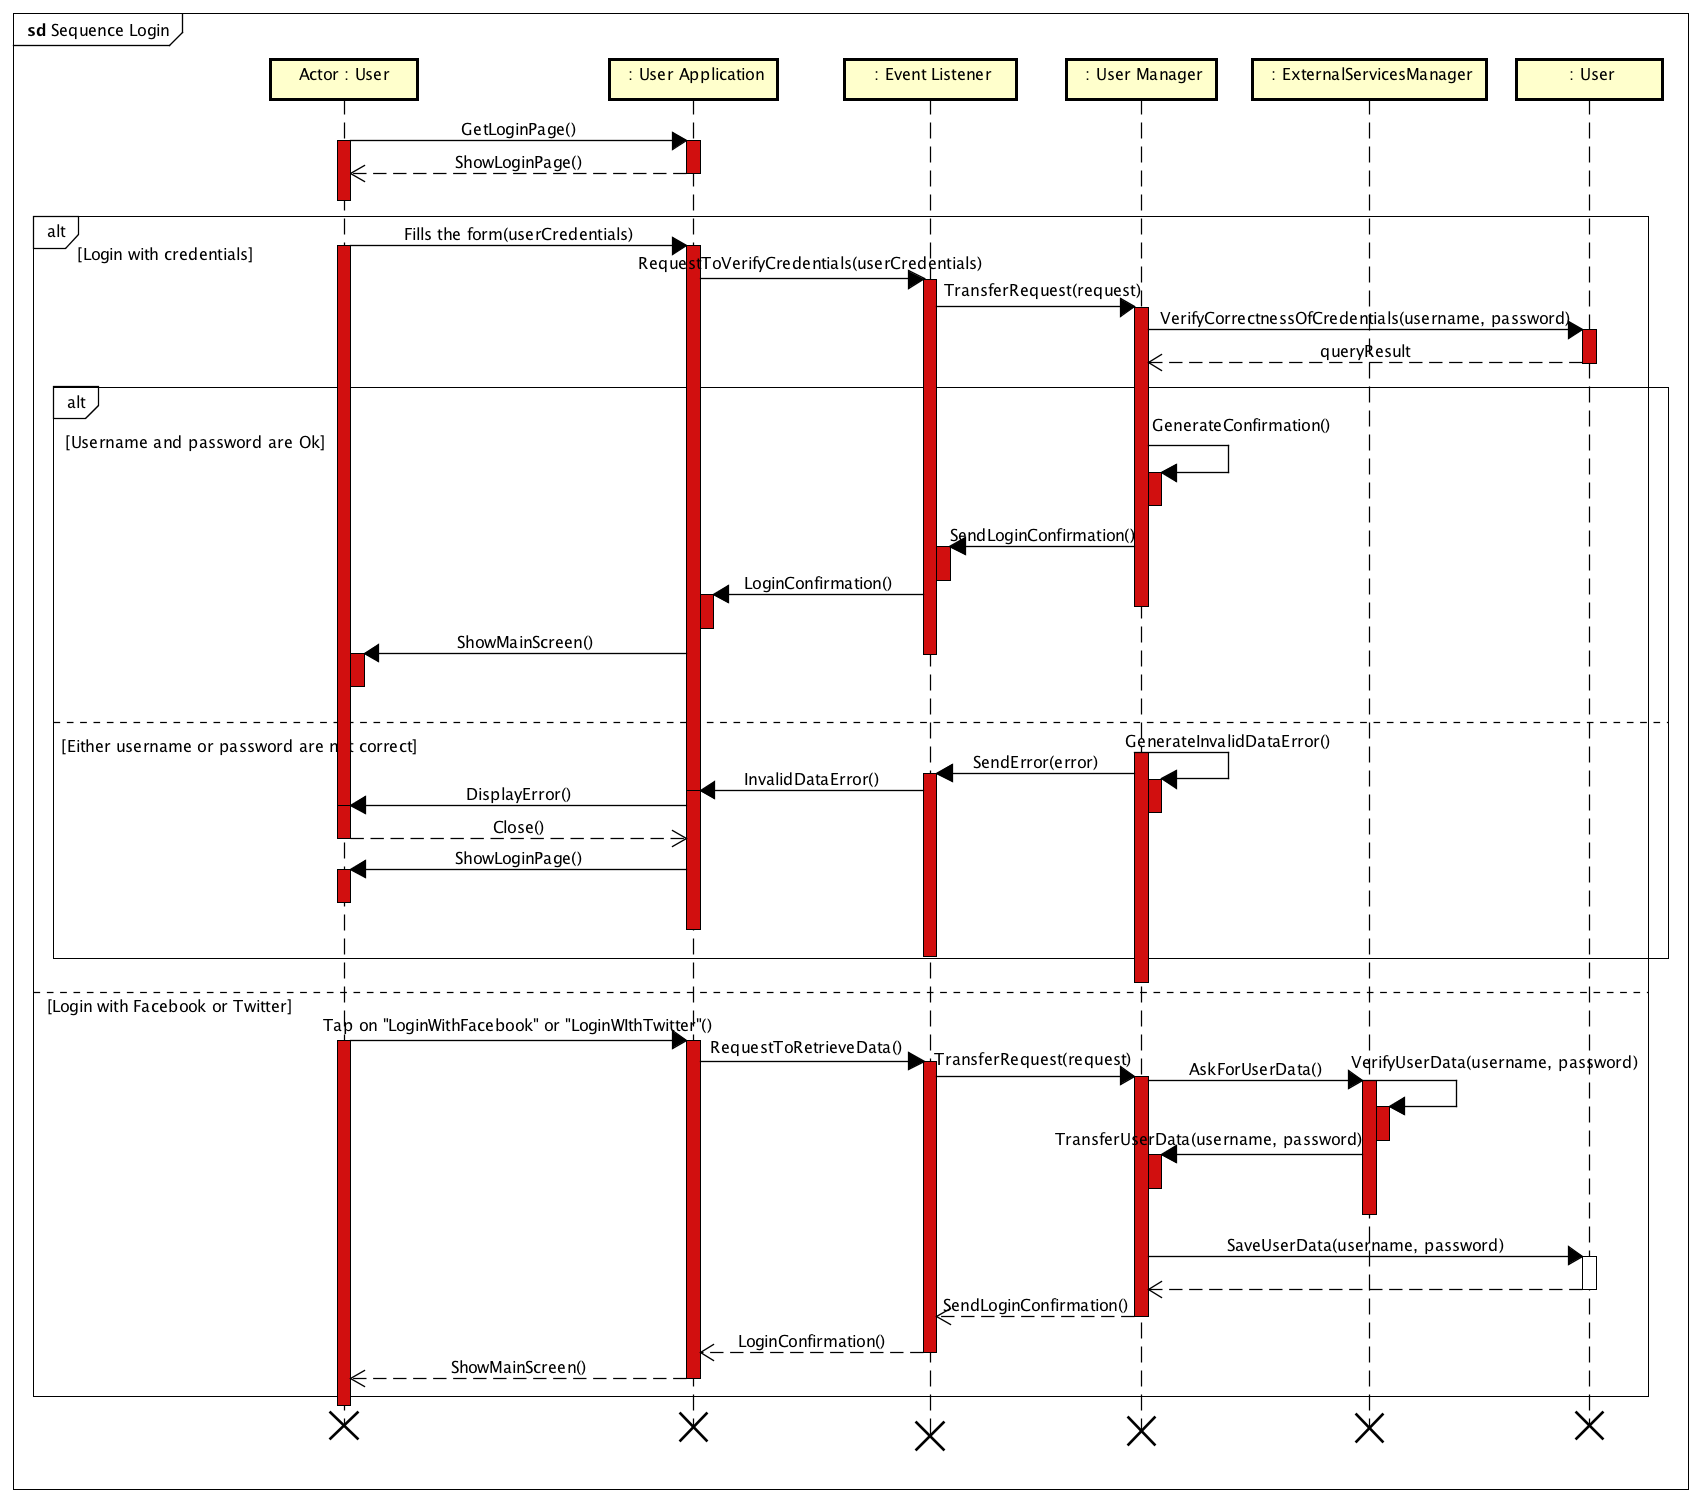 sd Sequence Login
Actor : User
: User Application
: Event Listener
: User Manager
: ExternalServicesManager
: User
GetLoginPage()
ShowLoginPage()
alt
[Login with credentials]
Fills the form(userCredentials)
RequestToVerifyCredentials(userCredentials)
TransferRequest(request)
VerifyCorrectnessOfCredentials(username, password)
queryResult
alt
[Username and password are Ok]
GenerateConfirmation()
SendLoginConfirmation()
LoginConfirmation()
ShowMainScreen()
[Either username or password are not correct]
GenerateInvalidDataError()
SendError(error)
InvalidDataError()
DisplayError()
Close()
ShowLoginPage()
[Login with Facebook or Twitter]
Tap on "LoginWithFacebook" or "LoginWIthTwitter"()
RequestToRetrieveData()
TransferRequest(request)
AskForUserData()
VerifyUserData(username, password)
TransferUserData(username, password)
SaveUserData(username, password)
SendLoginConfirmation()
LoginConfirmation()
ShowMainScreen()